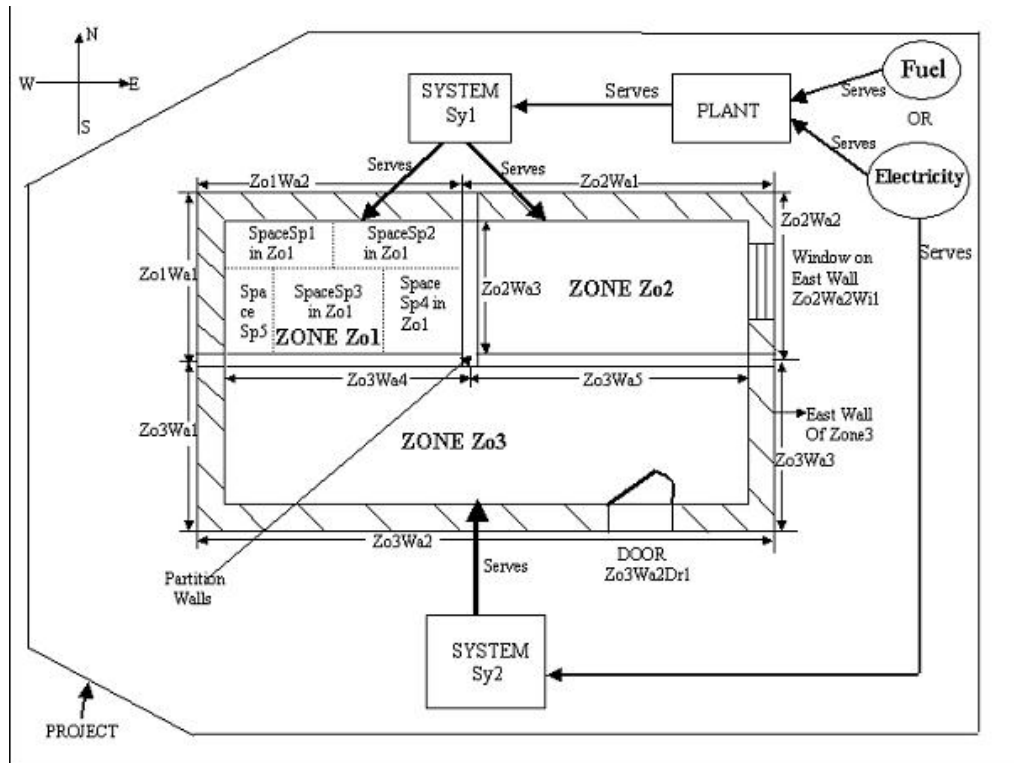 N
W
E
S
SYSTEM
Sy1
Serves
PLANT
Serves
Fuel
OR
Serves
Electricity
Serves
Serves
Serves
Zo1Wa2
Zo2Wa1
Zo1Wa1
SpaceSp1
in Zo1
SpaceSp2
in Zo1
Spa
ce
Sp5
SpaceSp3
in Zo1
Space
Sp4 in
Zo1
ZONE Zo1
Zo2Wa3
ZONE Zo2
Zo2Wa2
Window on
East Wall
Zo2Wa2Wi1
Zo3Wa4
Zo3Wa5
Zo3Wa1
ZONE Zo3
East Wall
Of Zone3
Zo3Wa3
Zo3Wa2
Partition
Walls
Serves
DOOR
Zo3Wa2Dr1
SYSTEM
Sy2
PROJECT